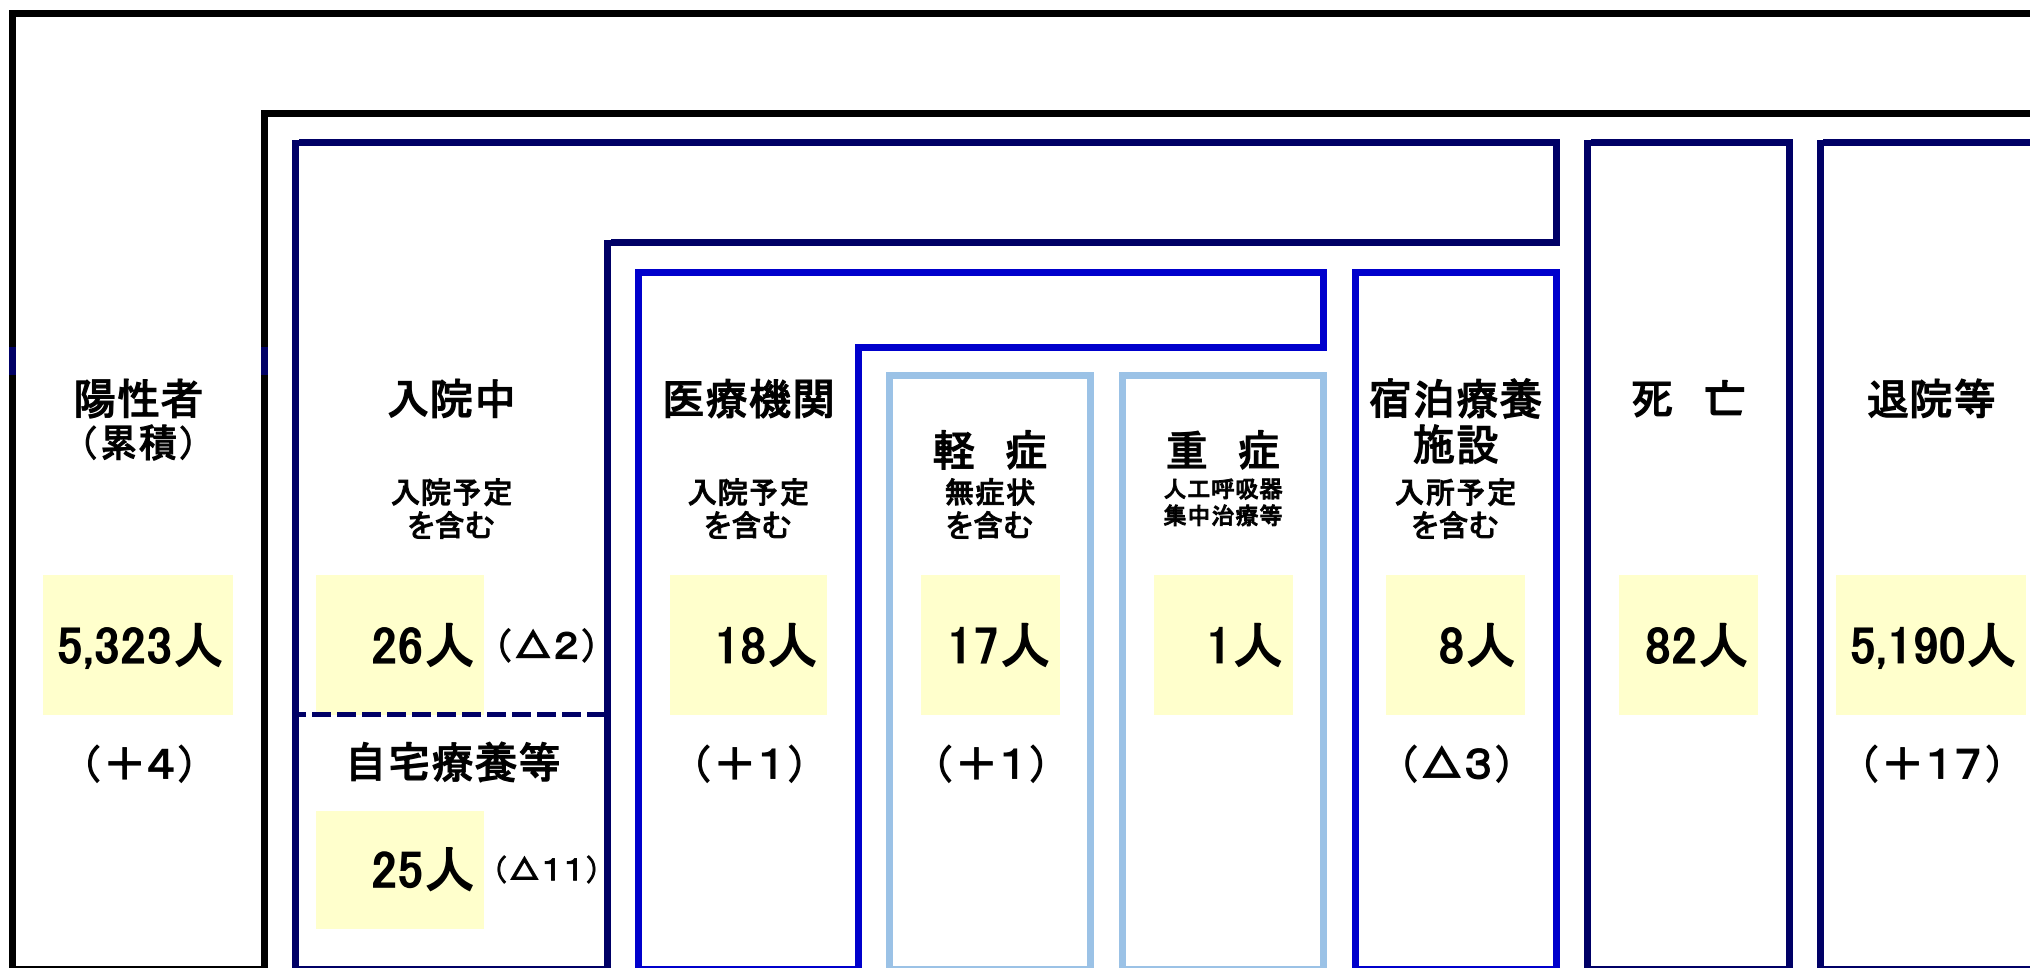 陽性者
（累積）
5,323人
（＋4）
入院中
入院予定
を含む
26人（△2）
自宅療養等
25人（△11）
医療機関
入院予定
を含む
18人
（＋1）
軽　症
無症状
を含む
17人
（＋1）
重　症
人工呼吸器
集中治療等
1人
宿泊療養
施設
入所予定
を含む
8人
（△3）
死　亡
82人
退院等
5,190人
（＋17）